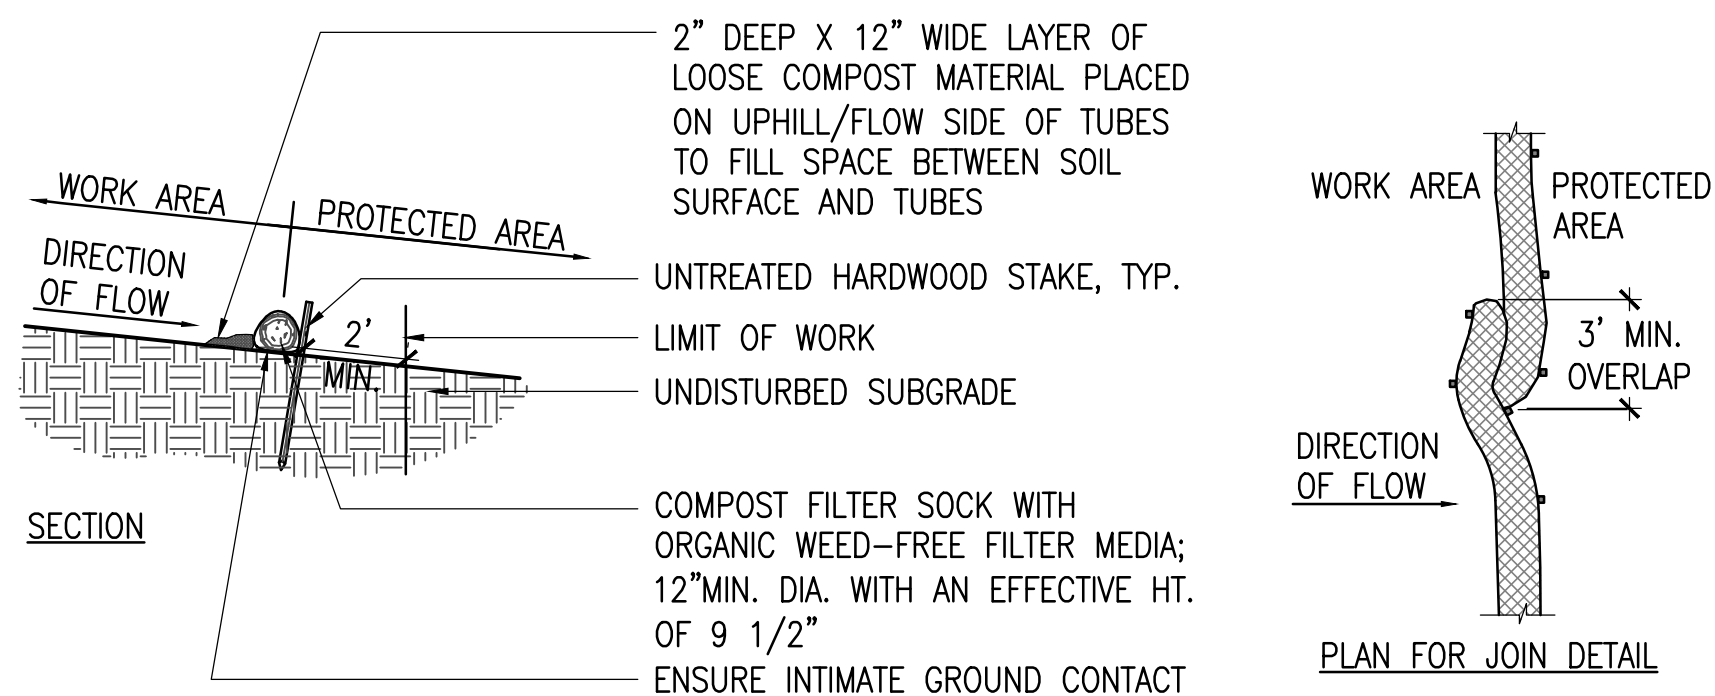 2" DEEP X 12" WIDE LAYER OF
LOOSE COMPOST MATERIAL PLACED
ON UPHILL/FLOW SIDE OF TUBES
TO FILL SPACE BETWEEN SOIL
SURFACE AND TUBES
WORK AREA
PROTECTED AREA
DIRECTION
OF FLOW
UNTREATED HARDWOOD STAKE, TYP.
2'
MIN.
LIMIT OF WORK
UNDISTURBED SUBGRADE
COMPOST FILTER SOCK WITH
ORGANIC WEED-FREE FILTER MEDIA;
12"MIN. DIA. WITH AN EFFECTIVE HT.
OF 9 1/2"
ENSURE INTIMATE GROUND CONTACT
SECTION
WORK AREA
PROTECTED
AREA
3' MIN.
OVERLAP
DIRECTION
OF FLOW
PLAN FOR JOIN DETAIL